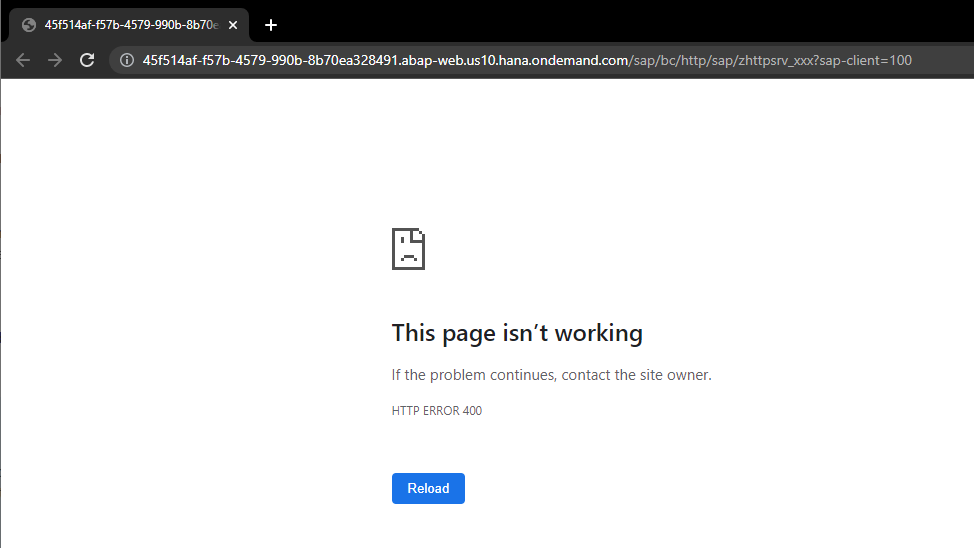 45f514af-f57b-4579-990b-8b70e
45f514af-f57b-4579-990b-8b70ea328491.abap-web.us10.hana.ondemand.com/sap/bc/http/sap/zhttpsrv_xxx?sap-client=100
This page isn’t working
If the problem continues, contact the site owner.
HTTP ERROR 400
Reload